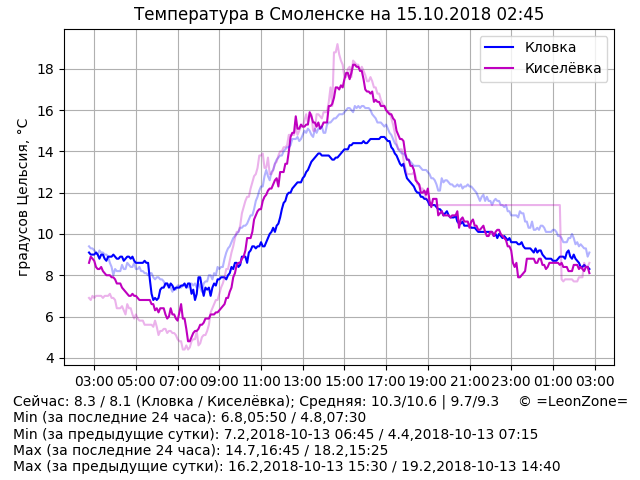 Температура в Смоленске на 15.10.2018 02:45
Кловка
Киселёвка
градусов Цельсия, °C
18
16
14
12
10
8
6
4
03:00 05:00 07:00 09:00 11:00 13:00 15:00 17:00 19:00 21:00 23:00 01:00 03:00
Сейчас: 8.3 / 8.1 (Кловка / Киселёвка); Средняя: 10.3/10.6 | 9.7/9.3 © =LeonZone=
Min (за последние 24 часа): 6.8,05:50 / 4.8,07:30
Min (за предыдущие сутки): 7.2,2018-10-13 06:45 / 4.4,2018-10-13 07:15
Max (за последние 24 часа): 14.7,16:45 / 18.2,15:25
Max (за предыдущие сутки): 16.2,2018-10-13 15:30 / 19.2,2018-10-13 14:40